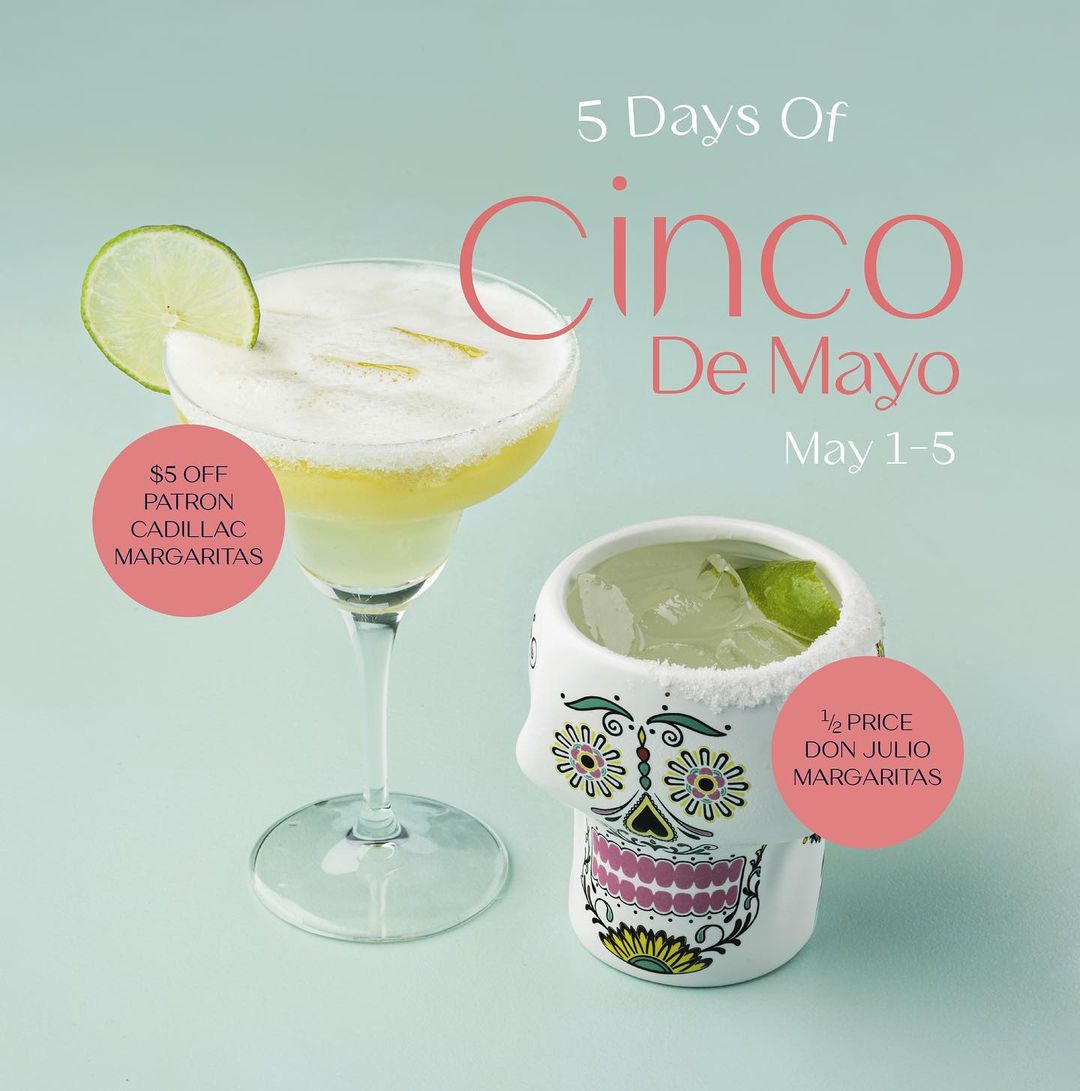 5 Days Of
Cinco
De Mayo
May 1-5
$5 OFF
PATRON
CADILLAC
MARGARITAS
½ PRICE
DON JULIO
MARGARITAS